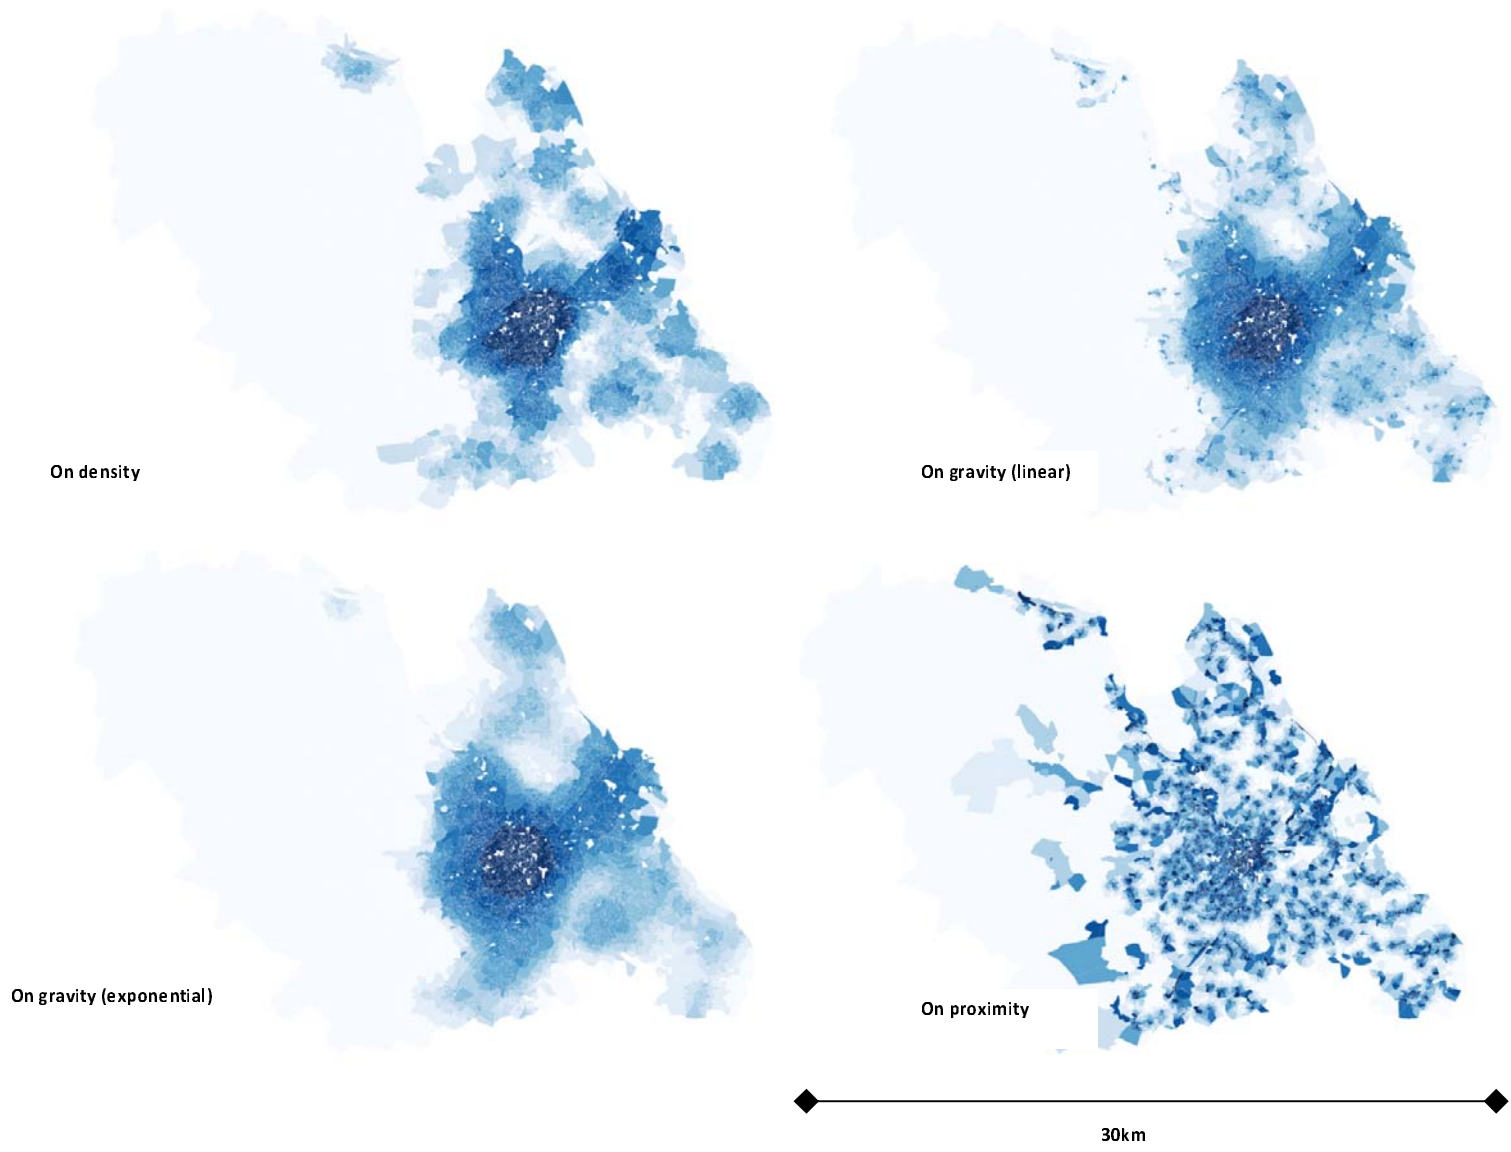 On density
On gravity (linear)
On gravity (exponential)
On proximity
30km